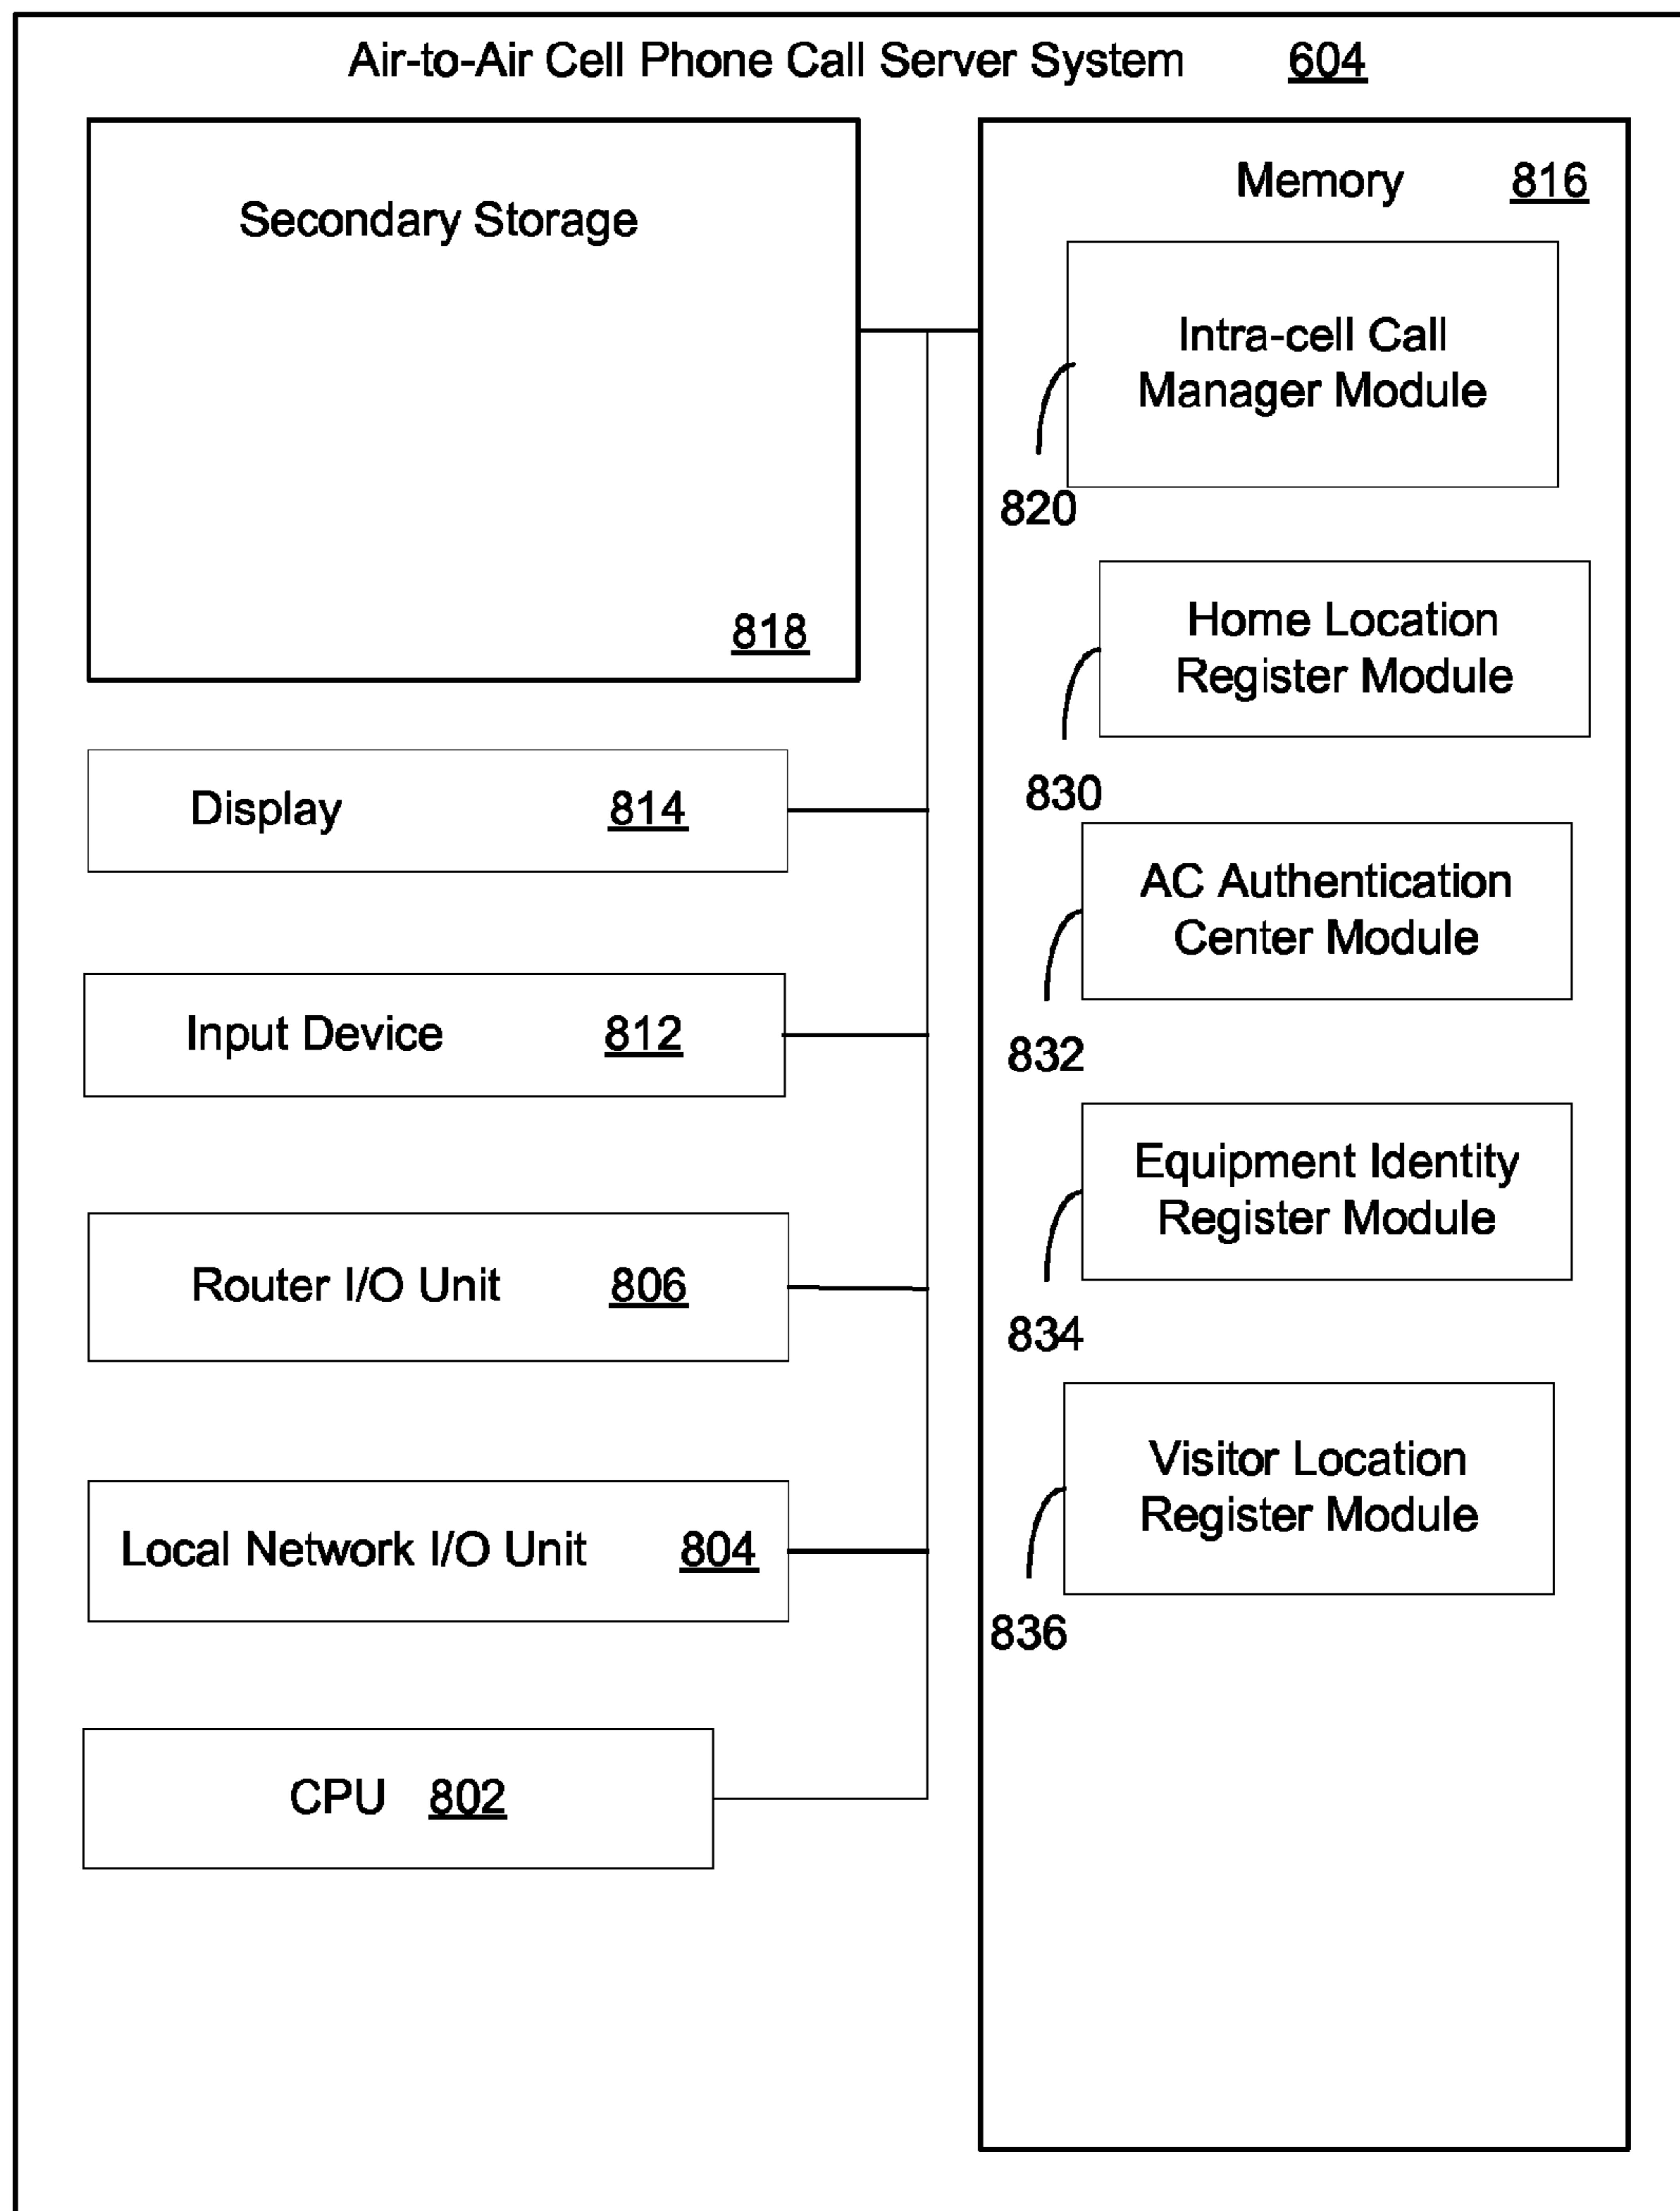 Air-to-Air Cell Phone Call Server System 604
Secondary Storage
818
Display 814
Input Device 812
Router I/O Unit 806
Local Network I/O Unit 804
CPU 802
Memory 816
Intra-cell Call
Manager Module
820
Home Location
Register Module
830
AC Authentication
Center Module
832
Equipment Identity
Register Module
834
Visitor Location
Register Module
836